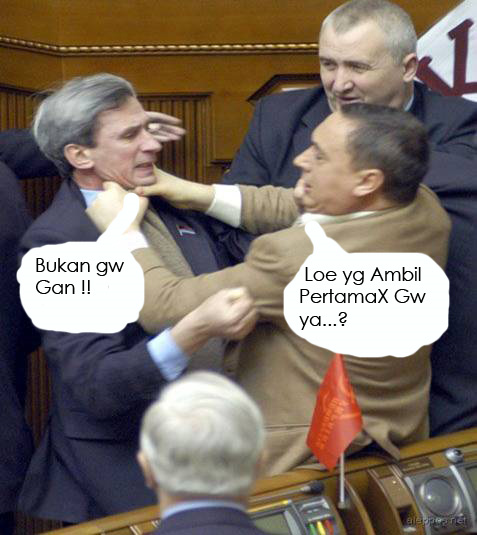 Bukan gw
Gan !!
Loe yg Ambil
PertamaX Gw
ya...?